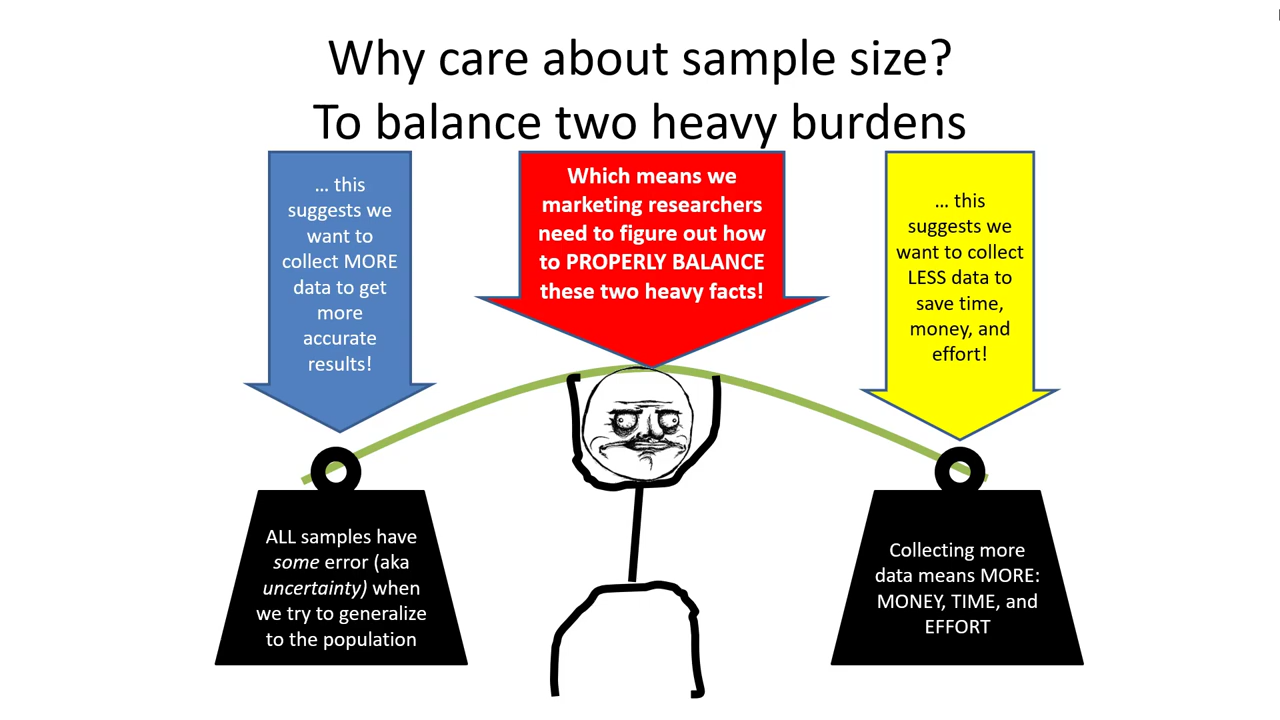 Why care about sample size?
To balance two heavy burdens
… this
suggests we
want to
collect MORE
data to get
more
accurate
results!
Which means we
marketing researchers
need to figure out how
to PROPERLY BALANCE
these two heavy facts!
… this
suggests we
want to collect
LESS data to
save time,
money, and
effort!
ALL samples have
some error (aka
uncertainty) when
we try to generalize
to the population
Collecting more
data means MORE:
MONEY, TIME, and
EFFORT